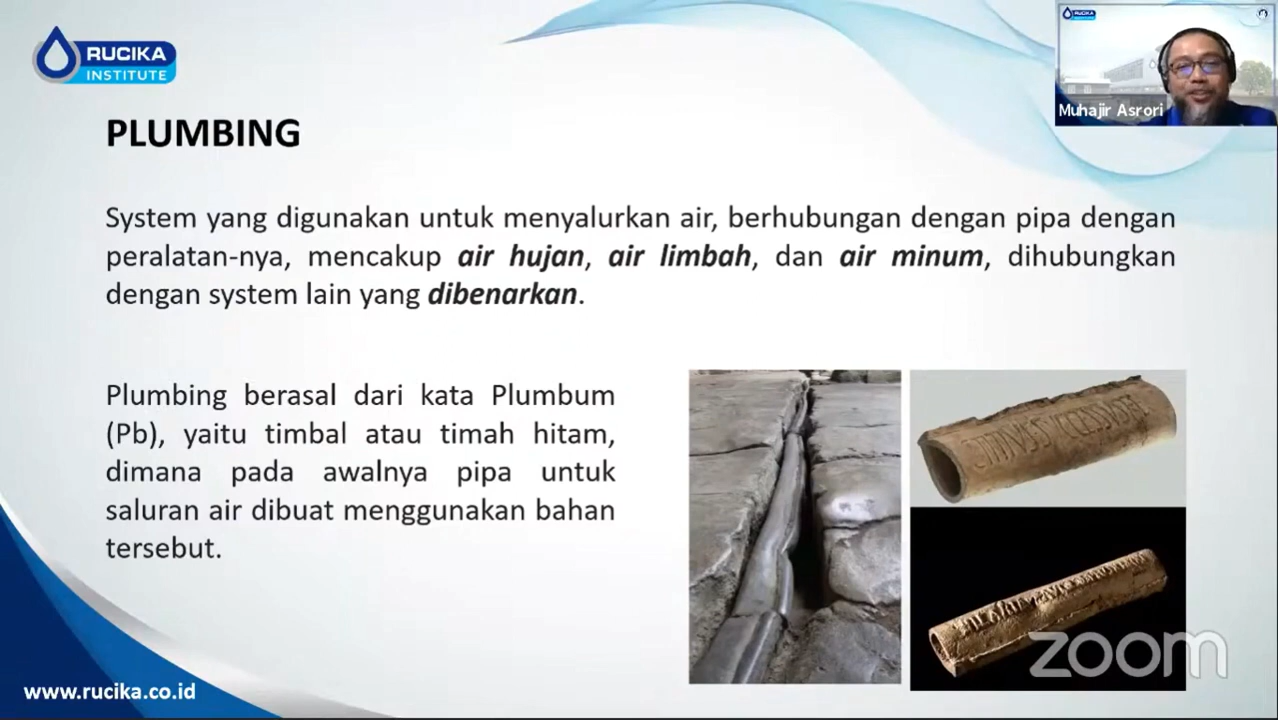 RUCIKA
INSTITUTE
RUCIKA
Muhajir Asrori
PLUMBING
System yang digunakan untuk menyalurkan air, berhubungan dengan pipa dengan
peralatan-nya, mencakup air hujan, air limbah, dan air minum, dihubungkan
dengan system lain yang dibenarkan.
Plumbing berasal dari kata Plumbum
(Pb), yaitu timbal atau timah hitam,
dimana pada awalnya pipa untuk
saluran air dibuat menggunakan bahan
tersebut.
zoom
www.rucika.co.id